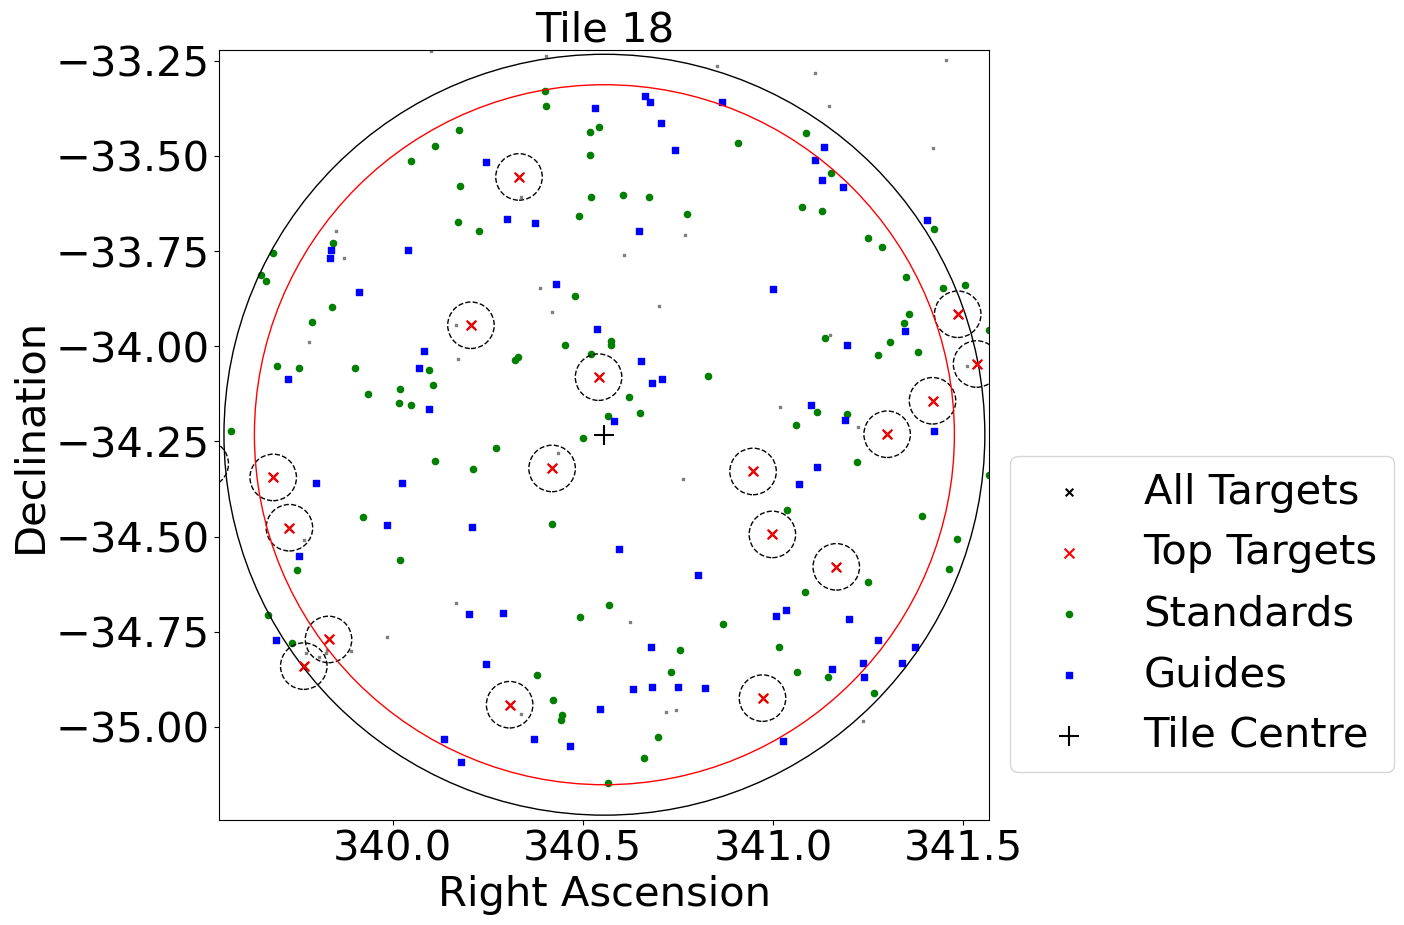 Tile 18
−33.25
−33.50
−33.75
−34.00
−34.25
−34.50
−34.75
−35.00
Declination
340.0 340.5 341.0 341.5
Right Ascension
All Targets
Top Targets
Standards
Guides
Tile Centre